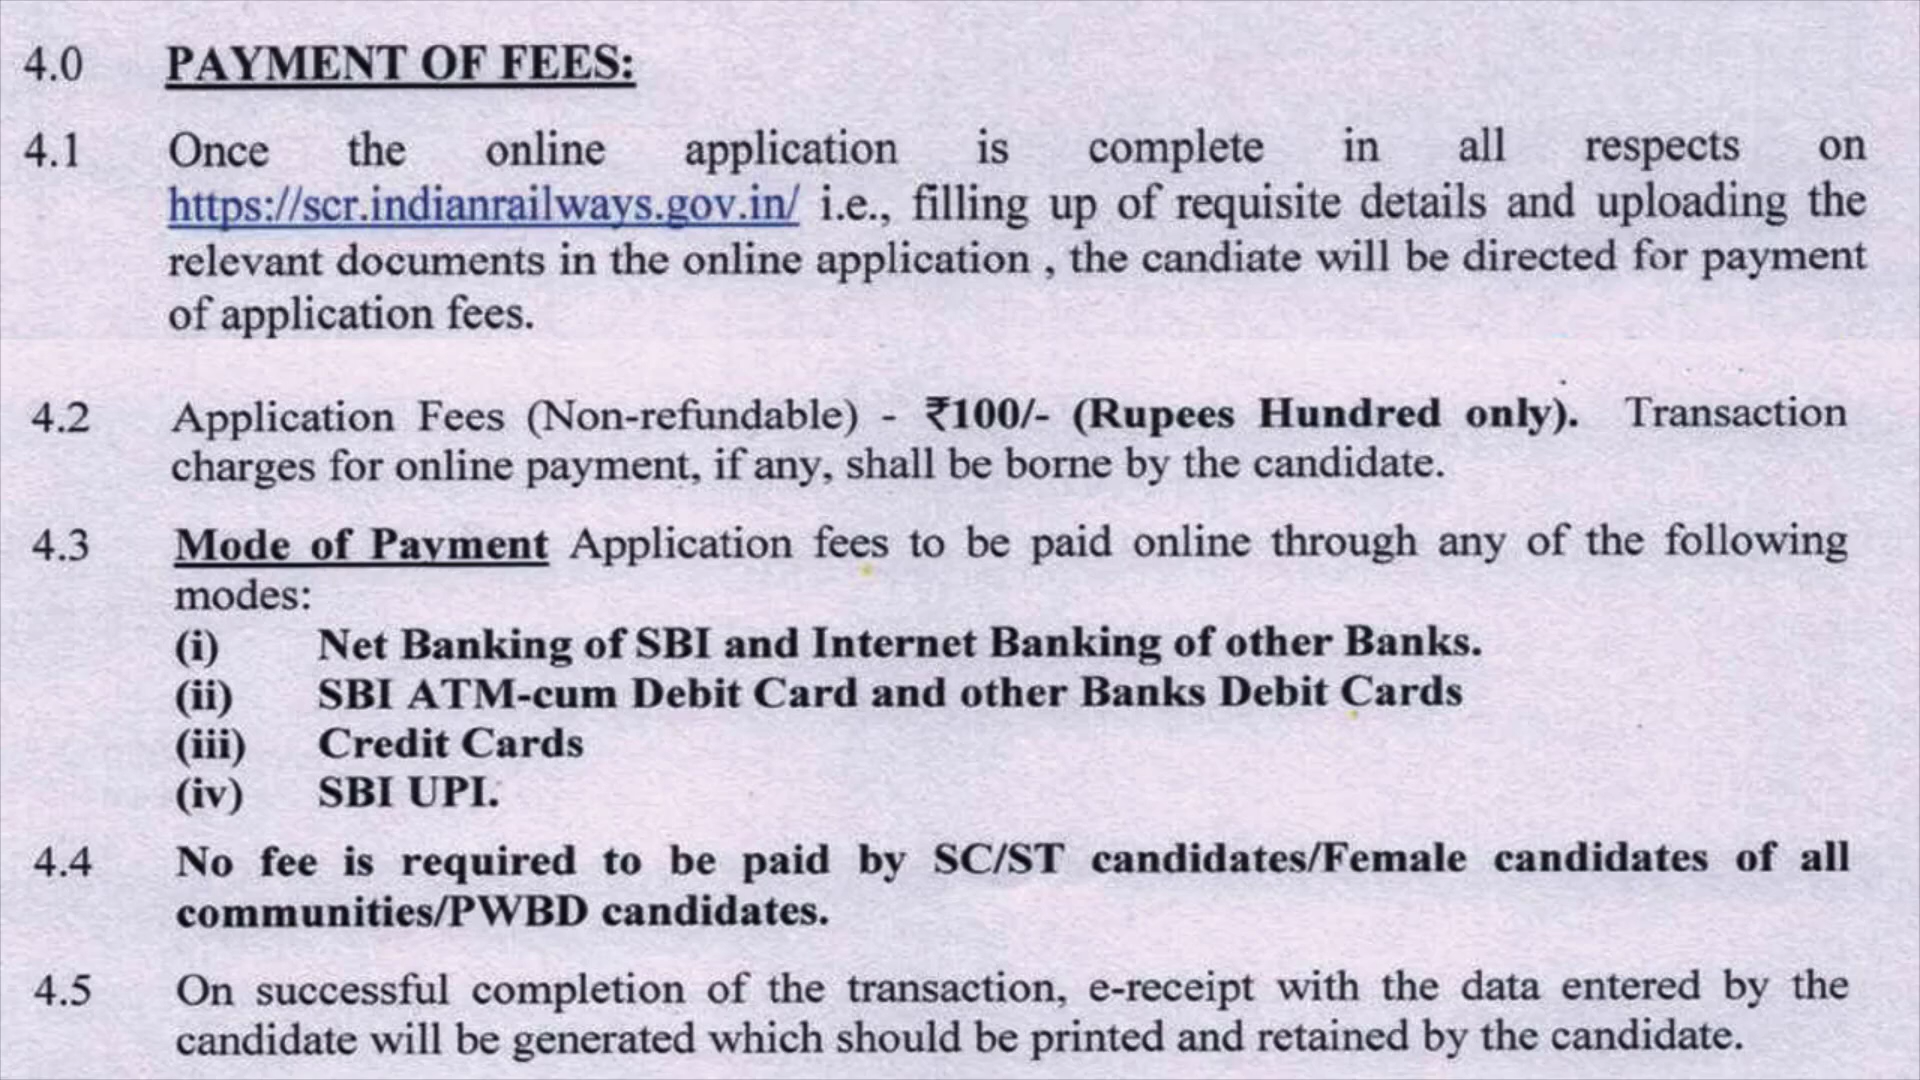 4.0 PAYMENT OF FEES:
4.1 Once the online application is complete in all respects on
https://scr.indianrailways.gov.in/ i.e., filling up of requisite details and uploading the
relevant documents in the online application , the candiate will be directed for payment
of application fees.
4.2 Application Fees (Non-refundable) - ₹100/- (Rupees Hundred only). Transaction
charges for online payment, if any, shall be borne by the candidate.
4.3 Mode of Payment Application fees to be paid online through any of the following
modes:
(i) Net Banking of SBI and Internet Banking of other Banks.
(ii) SBI ATM-cum Debit Card and other Banks Debit Cards
(iii) Credit Cards
(iv) SBI UPI.
4.4 No fee is required to be paid by SC/ST candidates/Female candidates of all
communities/PWBD candidates.
4.5 On successful completion of the transaction, e-receipt with the data entered by the
candidate will be generated which should be printed and retained by the candidate.